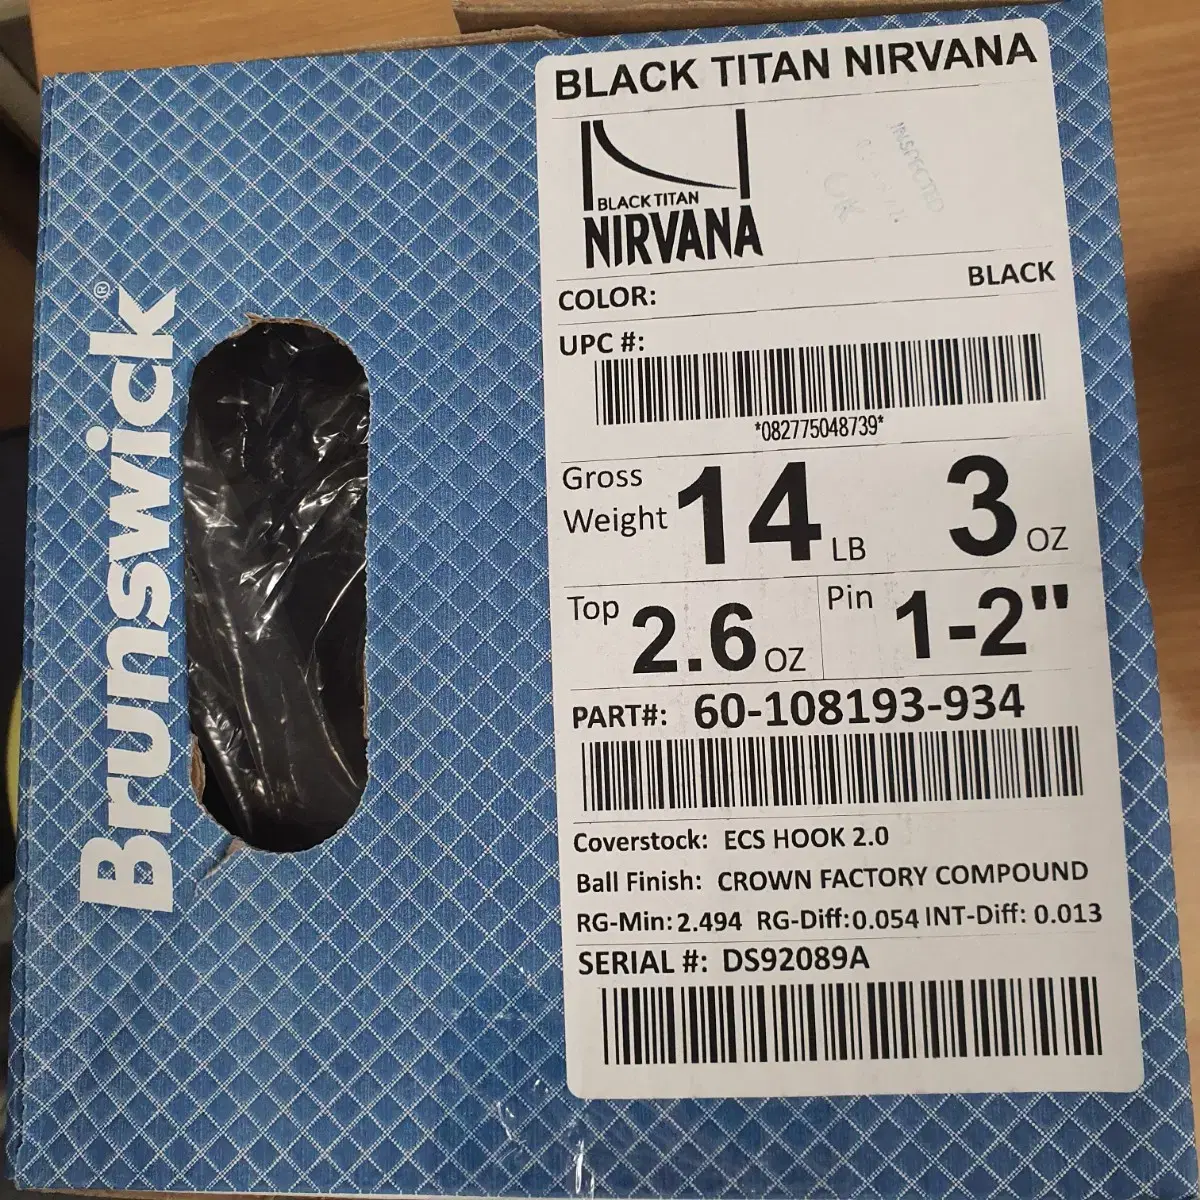 Brunswick®
BLACK TITAN NIRVANA
INSPECTED
BLACK TITAN
NIRVANA
COLOR: BLACK
UPC #:
*082775048739*
Gross Weight 14 LB 3 OZ
Top 2.6 OZ Pin 1-2"
PART#: 60-108193-934
Coverstock: ECS HOOK 2.0
Ball Finish: CROWN FACTORY COMPOUND
RG-Min: 2.494 RG-Diff:0.054 INT-Diff: 0.013
SERIAL #: DS92089A